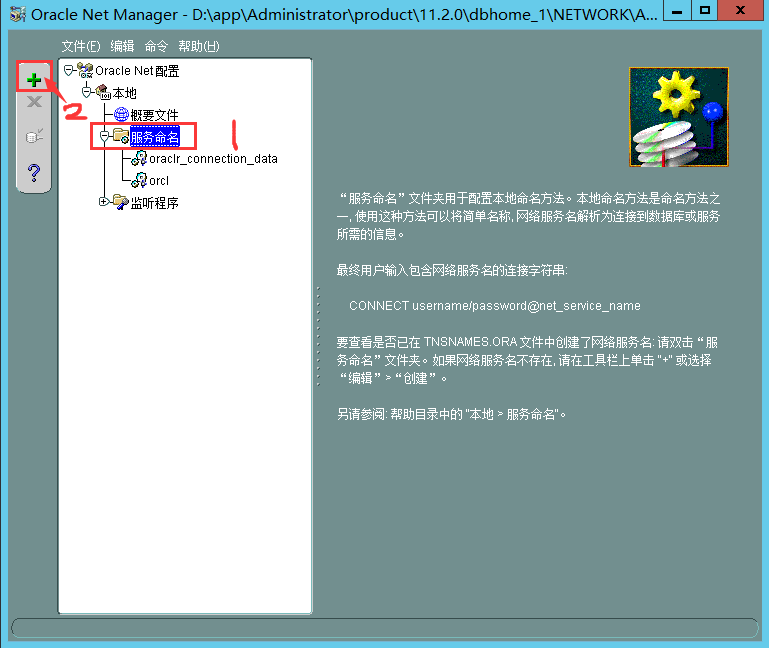 Oracle Net Manager - D:\app\Administrator\product\11.2.0\dbhome_1\NETWORK\A...
文件(F) 编辑 命令 帮助(H)
Oracle Net 配置
本地
概要文件
服务命名
1
2
oraclr_connection_data
orcl
监听程序
“服务命名”文件夹用于配置本地命名方法。本地命名方法是命名方法之
一, 使用这种方法可以将简单名称, 网络服务名解析为连接到数据库或服务
所需的信息。
最终用户输入包含网络服务名的连接字符串:
CONNECT username/password@net_service_name
要查看是否已在 TNSNAMES.ORA 文件中创建了网络服务名: 请双击“服
务命名”文件夹。如果网络服务名不存在, 请在工具栏上单击 "+" 或选择
“编辑”>“创建”。
另请参阅: 帮助目录中的 "本地 > 服务命名"。